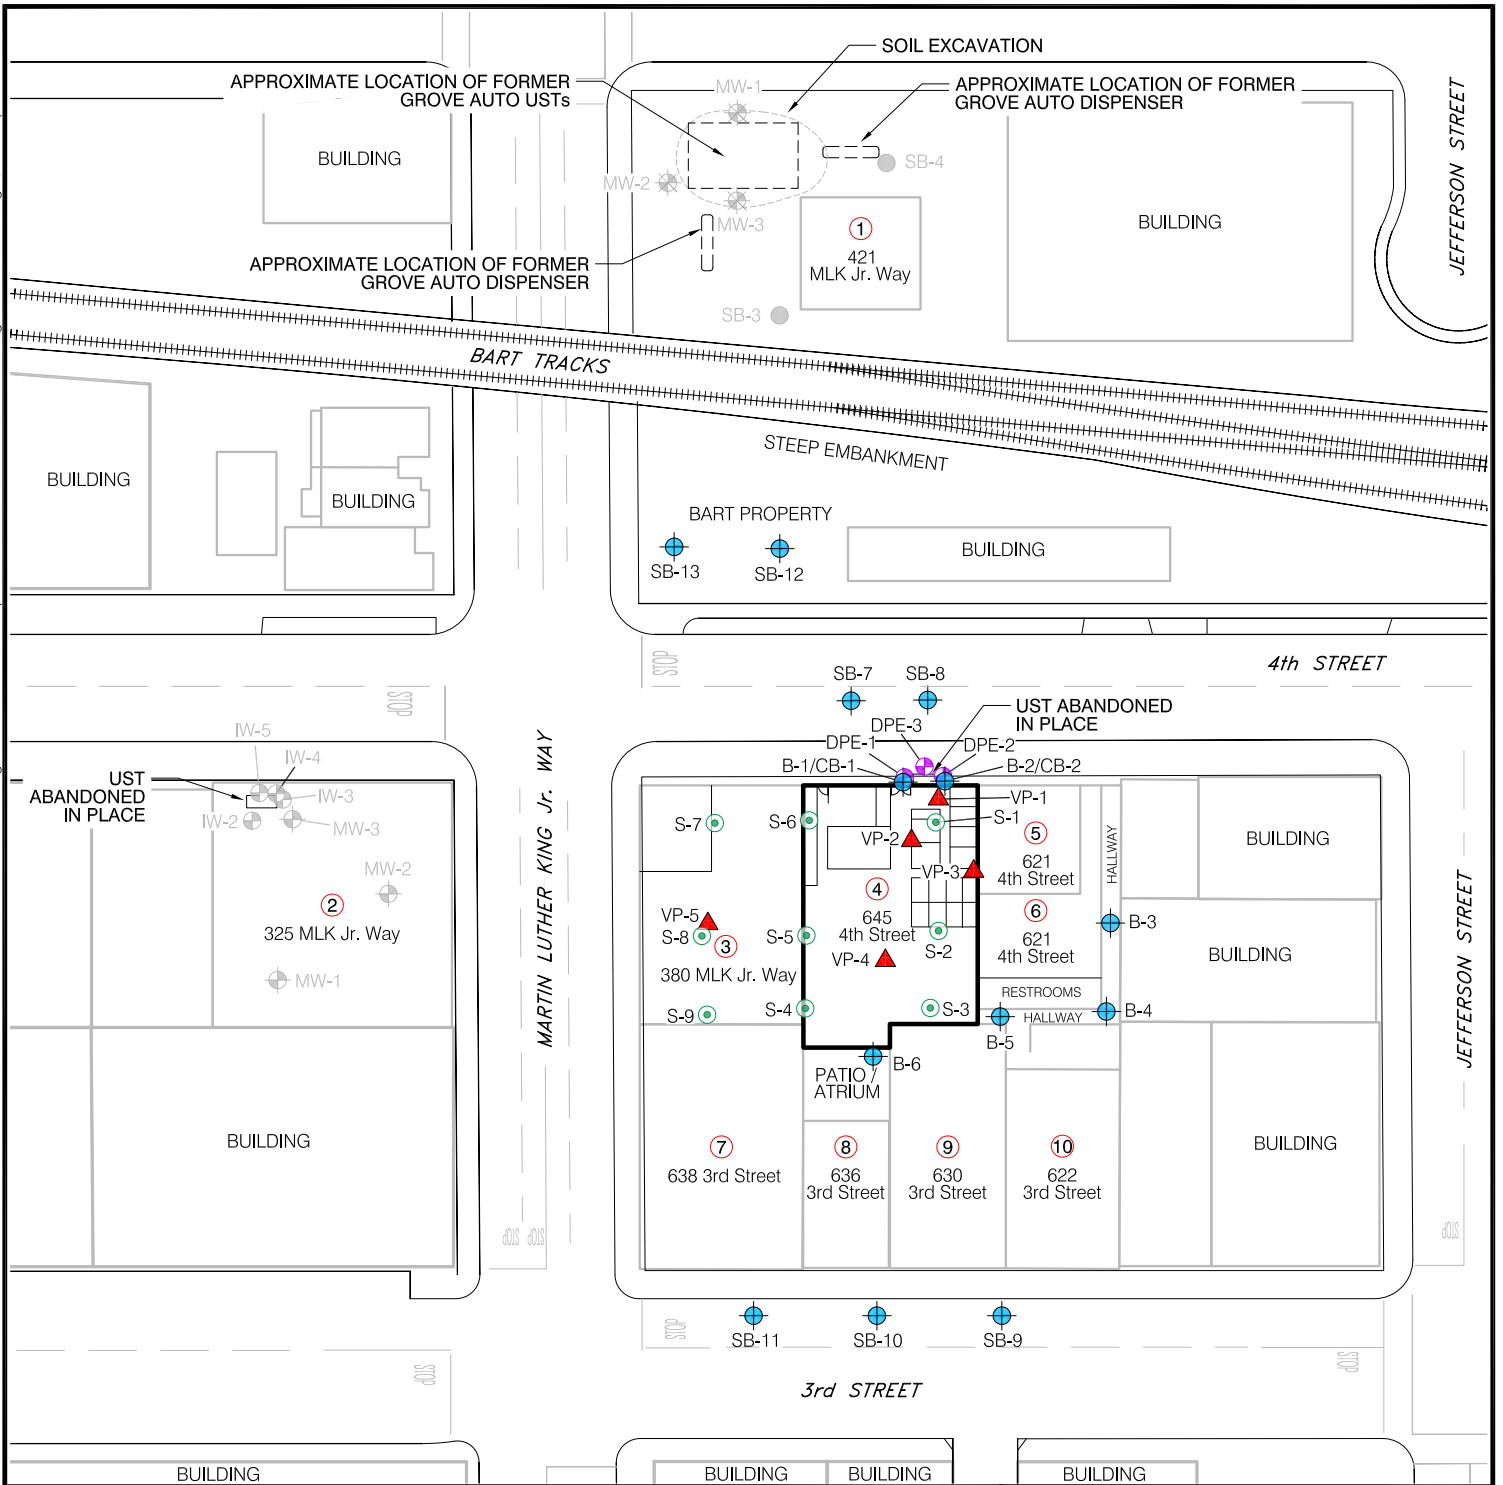 SOIL EXCAVATION
APPROXIMATE LOCATION OF FORMER
GROVE AUTO USTs
MW-1
APPROXIMATE LOCATION OF FORMER
GROVE AUTO DISPENSER
JEFFERSON STREET
BUILDING
SB-4
MW-2
MW-3
BUILDING
1
421
MLK Jr. Way
APPROXIMATE LOCATION OF FORMER
GROVE AUTO DISPENSER
SB-3
BART TRACKS
STEEP EMBANKMENT
BUILDING
BUILDING
BART PROPERTY
BUILDING
SB-13
SB-12
STOP
4th STREET
STOP
SB-7
SB-8
UST ABANDONED
IN PLACE
DPE-3
DPE-1
DPE-2
B-1/CB-1
B-2/CB-2
IW-5
IW-4
UST
ABANDONED
IN PLACE
IW-3
IW-2
MW-3
MARTIN LUTHER KING Jr. WAY
VP-1
S-7
S-6
S-1
VP-2
5
621
4th Street
HALLWAY
BUILDING
VP-3
MW-2
2
325 MLK Jr. Way
4
645
4th Street
6
621
4th Street
B-3
JEFFERSON STREET
VP-5
S-8
3
380 MLK Jr. Way
S-5
S-2
VP-4
BUILDING
MW-1
RESTROOMS
S-9
S-4
S-3
HALLWAY
B-4
B-5
B-6
PATIO /
ATRIUM
BUILDING
7
638 3rd Street
8
636
3rd Street
9
630
3rd Street
10
622
3rd Street
BUILDING
STOP
STOP
STOP
STOP
SB-11
SB-10
SB-9
STOP
STOP
3rd STREET
BUILDING
BUILDING
BUILDING
BUILDING